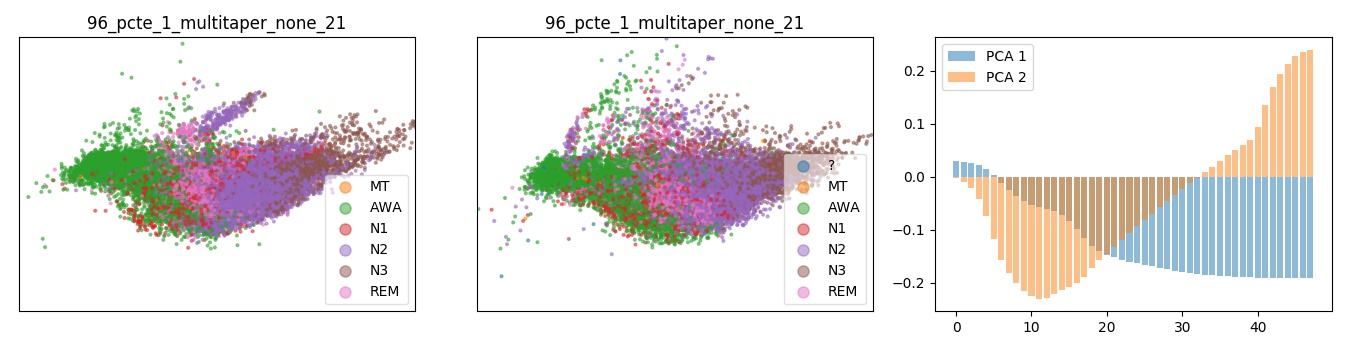 96_pcte_1_multitaper_none_21
MT
AWA
N1
N2
N3
REM
96_pcte_1_multitaper_none_21
?
MT
AWA
N1
N2
N3
REM
PCA 1
PCA 2
0.2
0.1
0.0
−0.1
−0.2
0 10 20 30 40